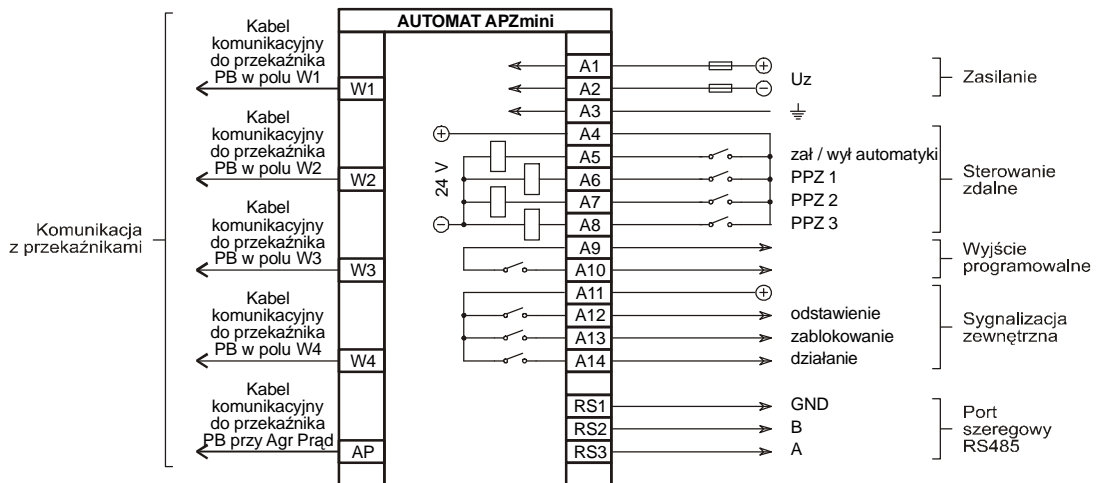 AUTOMAT APZmini
Komunikacja
z przekaźnikami
Kabel
komunikacyjny
do przekaźnika
PB w polu W1
W1
Kabel
komunikacyjny
do przekaźnika
PB w polu W2
W2
Kabel
komunikacyjny
do przekaźnika
PB w polu W3
W3
Kabel
komunikacyjny
do przekaźnika
PB w polu W4
W4
Kabel
komunikacyjny
do przekaźnika
PB przy Agr Prąd
AP
24 V
A1
A2
Uz
Zasilanie
A3
A4
A5 zał / wył automatyki
A6 PPZ 1
A7 PPZ 2
A8 PPZ 3
Sterowanie
zdalne
A9
A10
Wyjście
programowalne
A11
A12 odstawienie
A13 zablokowanie
A14 działanie
Sygnalizacja
zewnętrzna
RS1 GND
RS2 B
RS3 A
Port
szeregowy
RS485